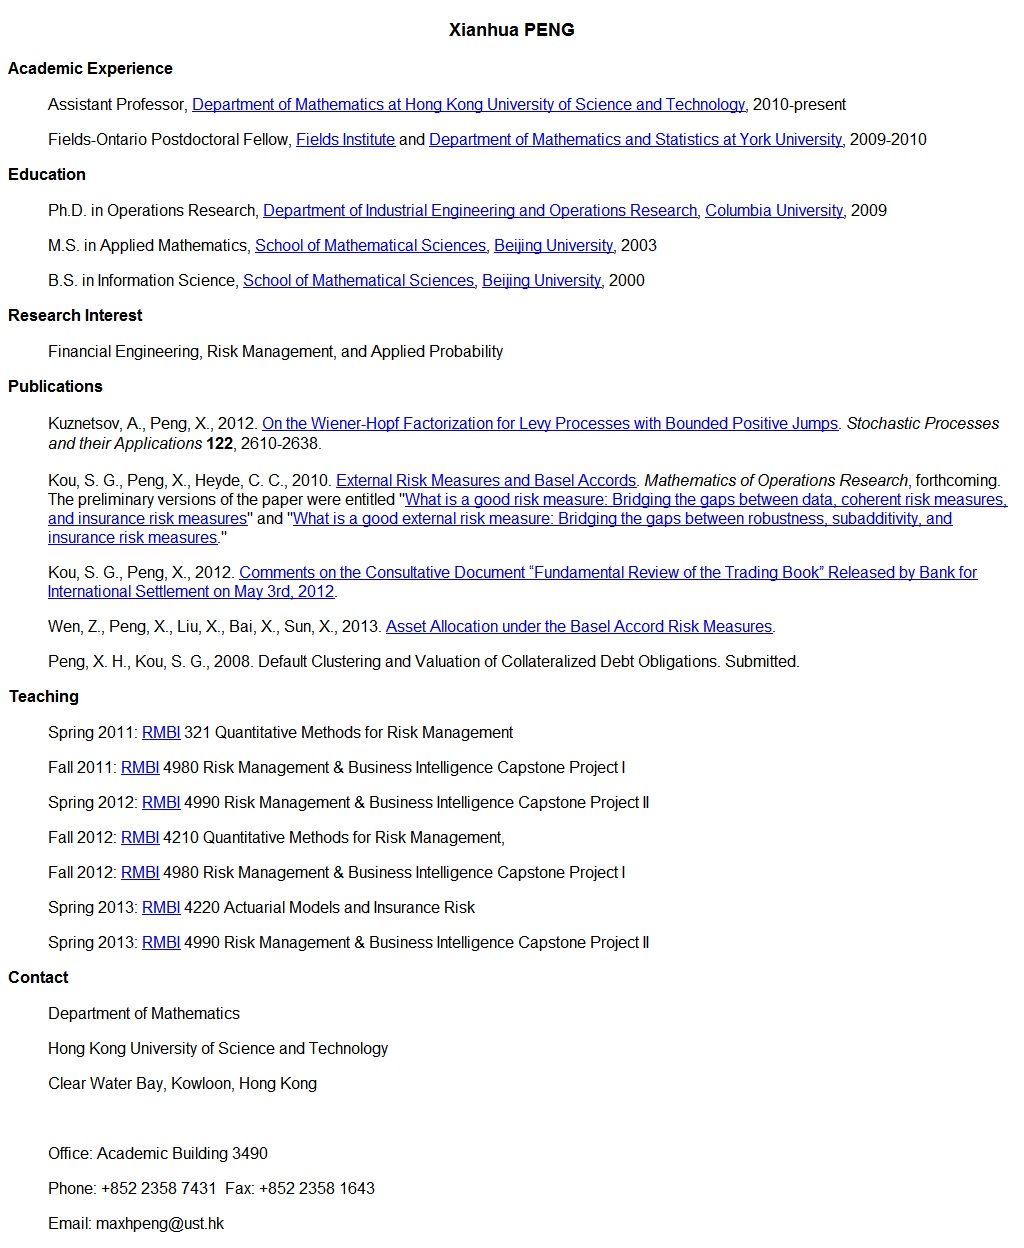 Xianhua PENG
Academic Experience
Assistant Professor, Department of Mathematics at Hong Kong University of Science and Technology, 2010-present
Fields-Ontario Postdoctoral Fellow, Fields Institute and Department of Mathematics and Statistics at York University, 2009-2010
Education
Ph.D. in Operations Research, Department of Industrial Engineering and Operations Research, Columbia University, 2009
M.S. in Applied Mathematics, School of Mathematical Sciences, Beijing University, 2003
B.S. in Information Science, School of Mathematical Sciences, Beijing University, 2000
Research Interest
Financial Engineering, Risk Management, and Applied Probability
Publications
Kuznetsov, A., Peng, X., 2012. On the Wiener-Hopf Factorization for Levy Processes with Bounded Positive Jumps. Stochastic Processes
and their Applications 122, 2610-2638.
Kou, S. G., Peng, X., Heyde, C. C., 2010. External Risk Measures and Basel Accords. Mathematics of Operations Research, forthcoming.
The preliminary versions of the paper were entitled "What is a good risk measure: Bridging the gaps between data, coherent risk measures,
and insurance risk measures" and "What is a good external risk measure: Bridging the gaps between robustness, subadditivity, and
insurance risk measures."
Kou, S. G., Peng, X., 2012. Comments on the Consultative Document “Fundamental Review of the Trading Book” Released by Bank for
International Settlement on May 3rd, 2012.
Wen, Z., Peng, X., Liu, X., Bai, X., Sun, X., 2013. Asset Allocation under the Basel Accord Risk Measures.
Peng, X. H., Kou, S. G., 2008. Default Clustering and Valuation of Collateralized Debt Obligations. Submitted.
Teaching
Spring 2011: RMBI 321 Quantitative Methods for Risk Management
Fall 2011: RMBI 4980 Risk Management & Business Intelligence Capstone Project I
Spring 2012: RMBI 4990 Risk Management & Business Intelligence Capstone Project II
Fall 2012: RMBI 4210 Quantitative Methods for Risk Management,
Fall 2012: RMBI 4980 Risk Management & Business Intelligence Capstone Project I
Spring 2013: RMBI 4220 Actuarial Models and Insurance Risk
Spring 2013: RMBI 4990 Risk Management & Business Intelligence Capstone Project II
Contact
Department of Mathematics
Hong Kong University of Science and Technology
Clear Water Bay, Kowloon, Hong Kong
Office: Academic Building 3490
Phone: +852 2358 7431  Fax: +852 2358 1643
Email: maxhpeng@ust.hk